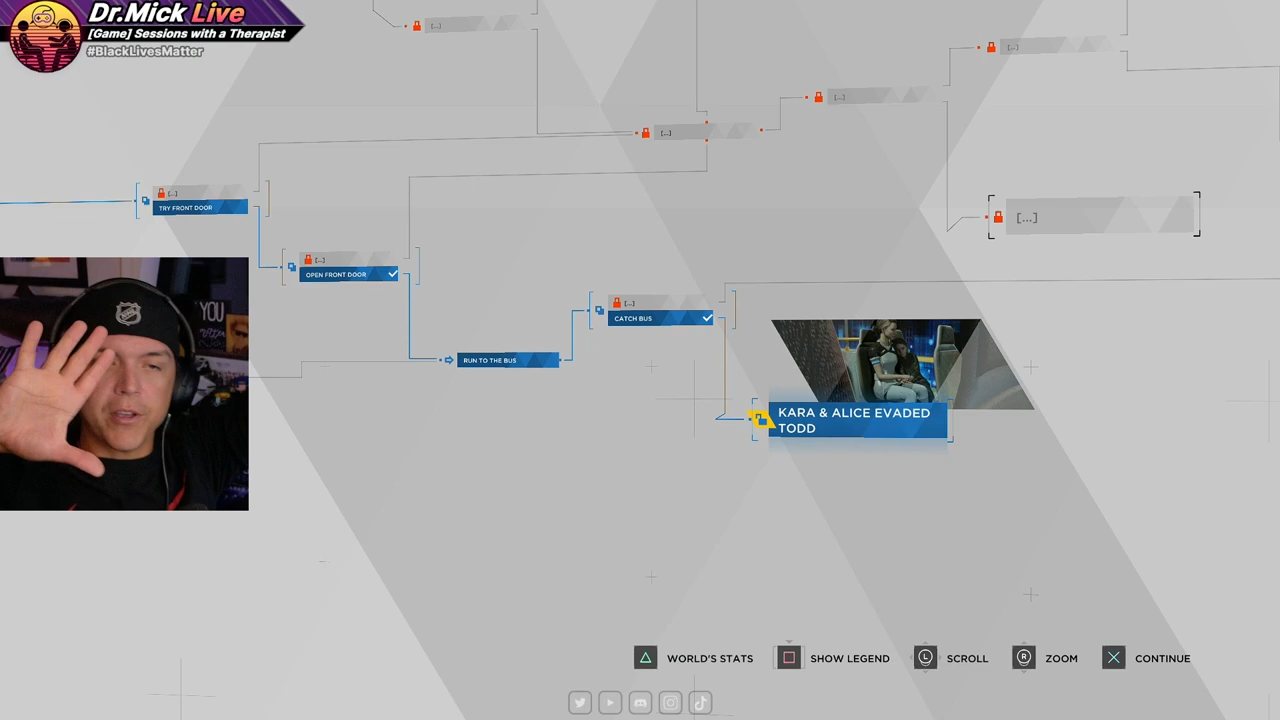 Dr.Mick Live
[Game] Sessions with a Therapist
#BlackLivesMatter
[...]
[...]
[...]
[...]
[...]
TRY FRONT DOOR
[...]
[...]
OPEN FRONT DOOR
[...]
CATCH BUS
RUN TO THE BUS
KARA & ALICE EVADED
TODD
YOU
WORLD'S STATS
SHOW LEGEND
L
SCROLL
R
ZOOM
CONTINUE